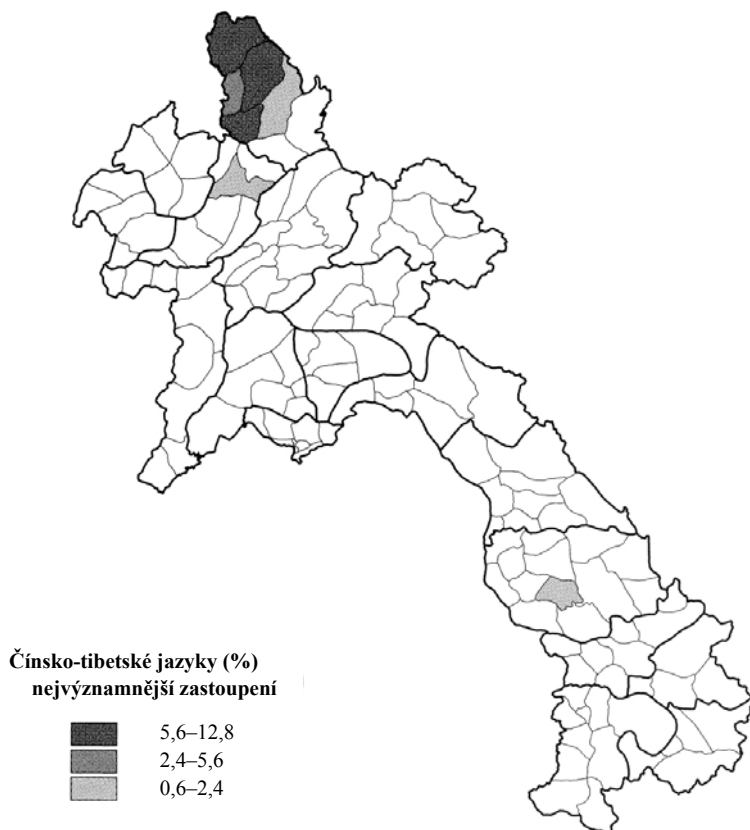 Čínsko-tibetské jazyky (%)
nejvýznamnější zastoupení
5,6–12,8
2,4–5,6
0,6–2,4